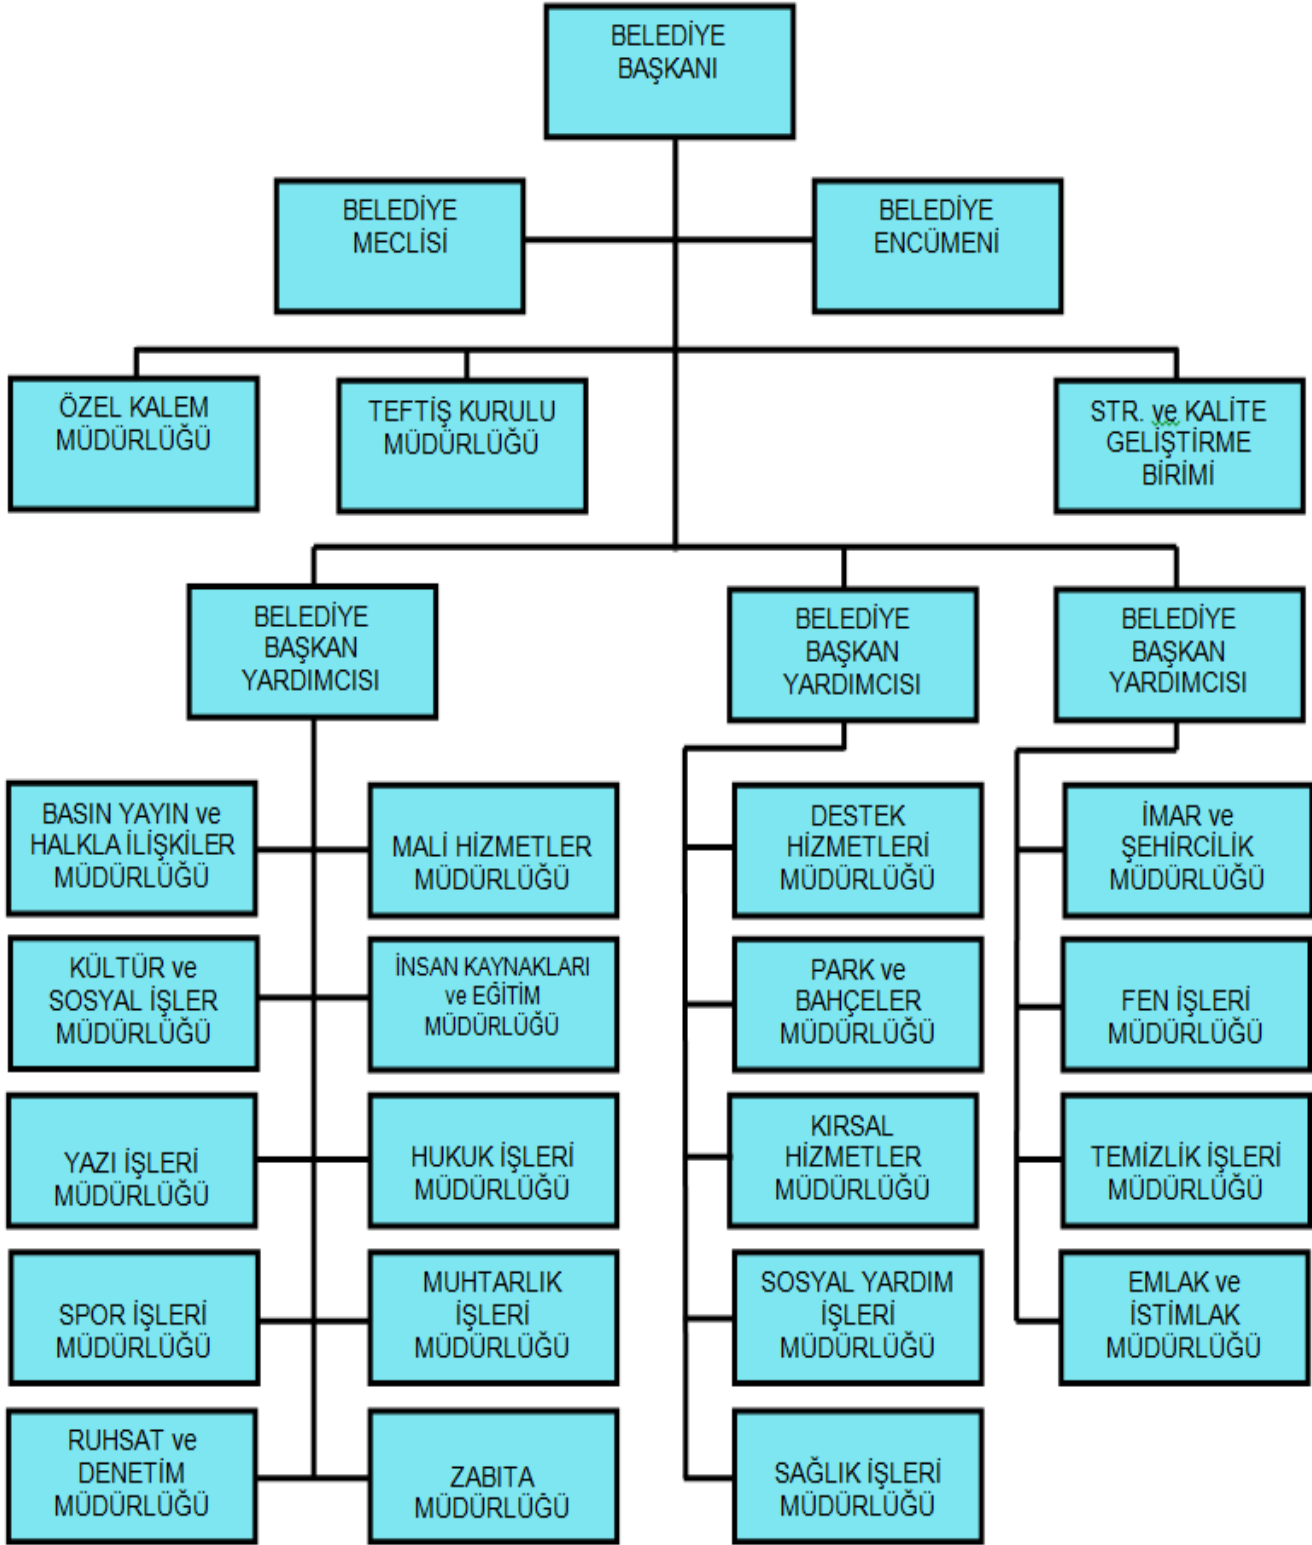 BELEDİYE
BAŞKANI
BELEDİYE
MECLİSİ
BELEDİYE
ENCÜMENİ
ÖZEL KALEM
MÜDÜRLÜĞÜ
TEFTİŞ KURULU
MÜDÜRLÜĞÜ
STR. ve KALİTE
GELİŞTİRME
BİRİMİ
BELEDİYE
BAŞKAN
YARDIMCISI
BELEDİYE
BAŞKAN
YARDIMCISI
BELEDİYE
BAŞKAN
YARDIMCISI
BASIN YAYIN ve
HALKLA İLİŞKİLER
MÜDÜRLÜĞÜ
MALİ HİZMETLER
MÜDÜRLÜĞÜ
DESTEK
HİZMETLERİ
MÜDÜRLÜĞÜ
İMAR ve
ŞEHİRCİLİK
MÜDÜRLÜĞÜ
KÜLTÜR ve
SOSYAL İŞLER
MÜDÜRLÜĞÜ
İNSAN KAYNAKLARI
ve EĞİTİM
MÜDÜRLÜĞÜ
PARK ve
BAHÇELER
MÜDÜRLÜĞÜ
FEN İŞLERİ
MÜDÜRLÜĞÜ
YAZI İŞLERİ
MÜDÜRLÜĞÜ
HUKUK İŞLERİ
MÜDÜRLÜĞÜ
KIRSAL
HİZMETLER
MÜDÜRLÜĞÜ
TEMİZLİK İŞLERİ
MÜDÜRLÜĞÜ
SPOR İŞLERİ
MÜDÜRLÜĞÜ
MUHTARLIK
İŞLERİ
MÜDÜRLÜĞÜ
SOSYAL YARDIM
İŞLERİ
MÜDÜRLÜĞÜ
EMLAK ve
İSTİMLAK
MÜDÜRLÜĞÜ
RUHSAT ve
DENETİM
MÜDÜRLÜĞÜ
ZABITA
MÜDÜRLÜĞÜ
SAĞLIK İŞLERİ
MÜDÜRLÜĞÜ